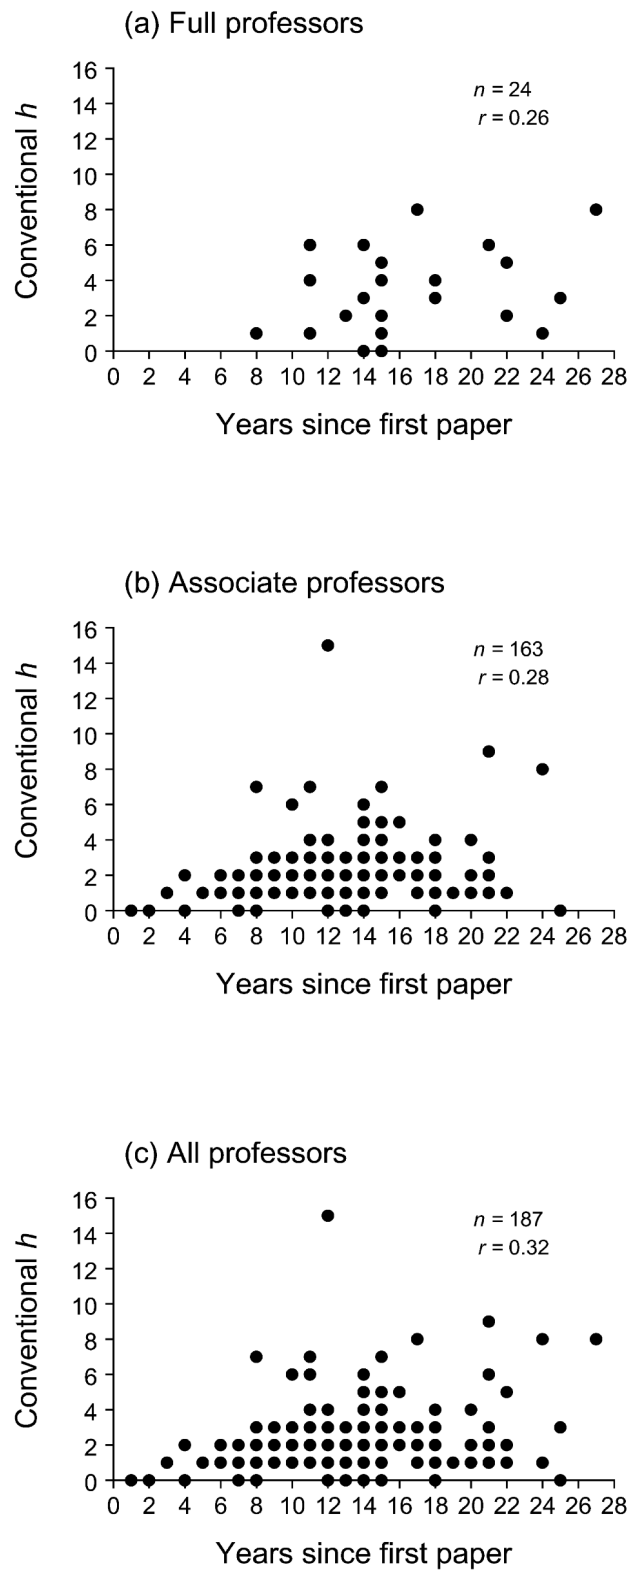 (a) Full professors
16
14
12
10
8
6
4
2
0
Conventional h
n = 24
r = 0.26
0 2 4 6 8 10 12 14 16 18 20 22 24 26 28
Years since first paper
(b) Associate professors
16
14
12
10
8
6
4
2
0
Conventional h
n = 163
r = 0.28
0 2 4 6 8 10 12 14 16 18 20 22 24 26 28
Years since first paper
(c) All professors
16
14
12
10
8
6
4
2
0
Conventional h
n = 187
r = 0.32
0 2 4 6 8 10 12 14 16 18 20 22 24 26 28
Years since first paper